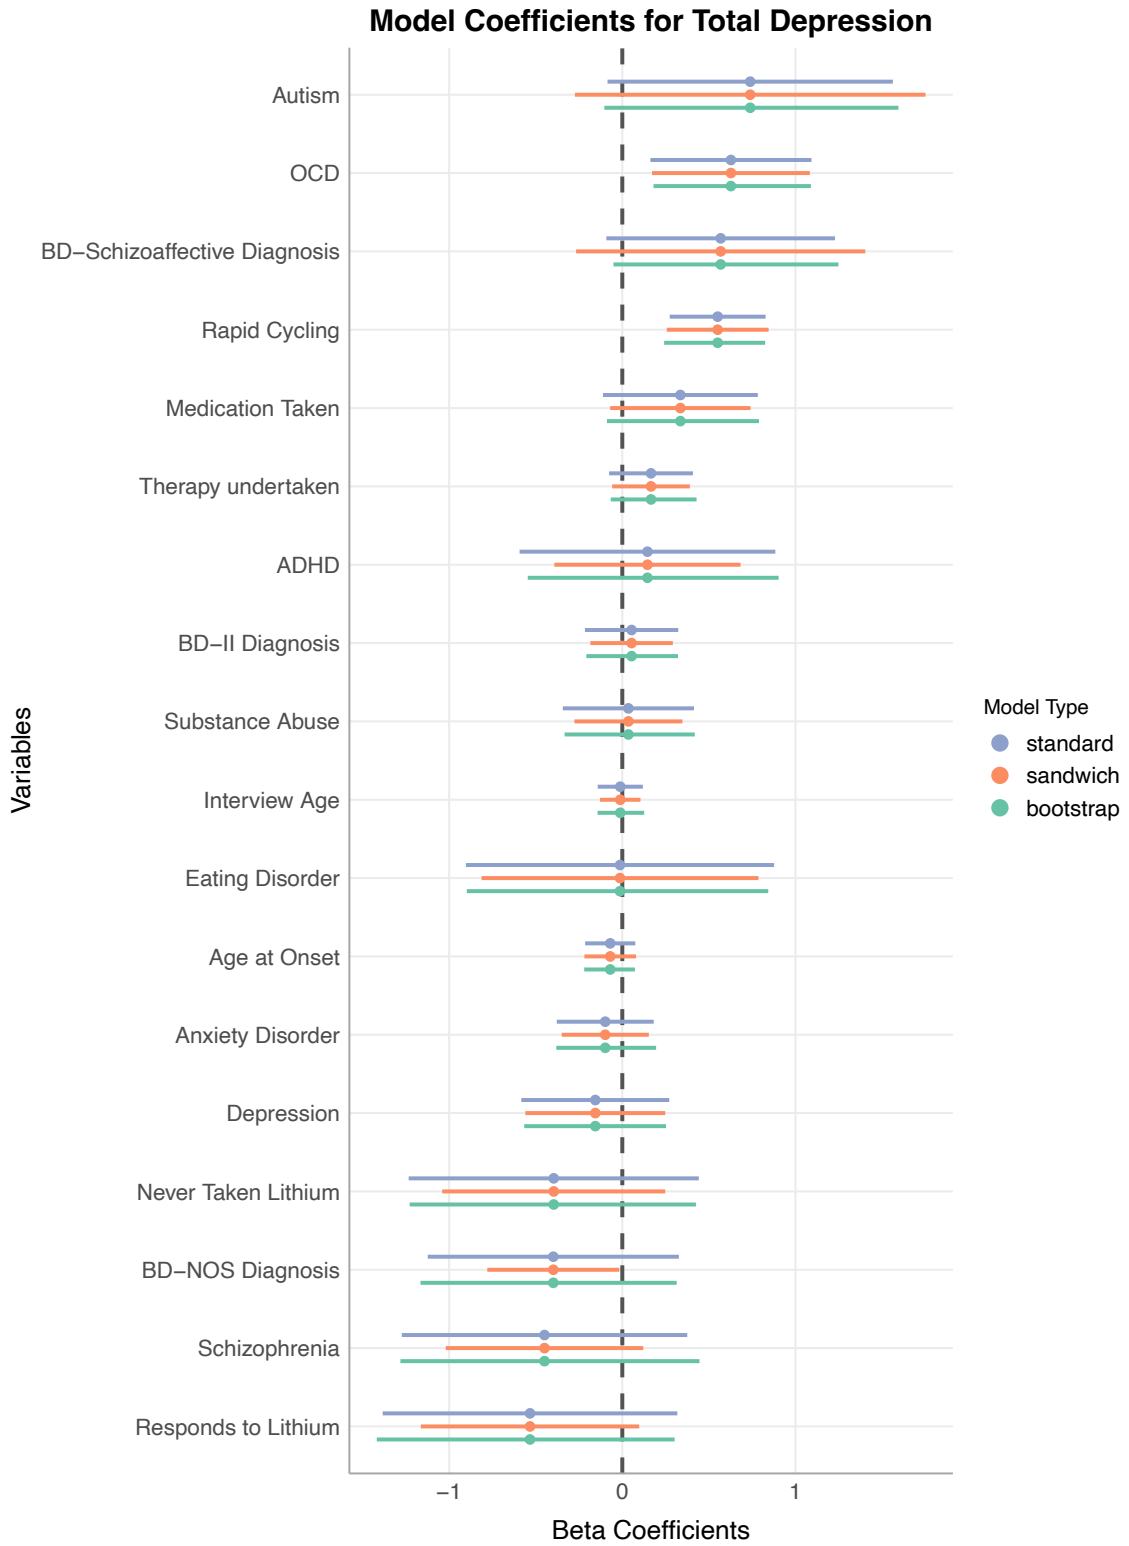 Model Coefficients for Total Depression
Autism
OCD
BD−Schizoaffective Diagnosis
Rapid Cycling
Medication Taken
Therapy undertaken
ADHD
BD−II Diagnosis
Substance Abuse
Interview Age
Eating Disorder
Age at Onset
Anxiety Disorder
Depression
Never Taken Lithium
BD−NOS Diagnosis
Schizophrenia
Responds to Lithium
Variables
−1 0 1
Beta Coefficients
Model Type
standard
sandwich
bootstrap